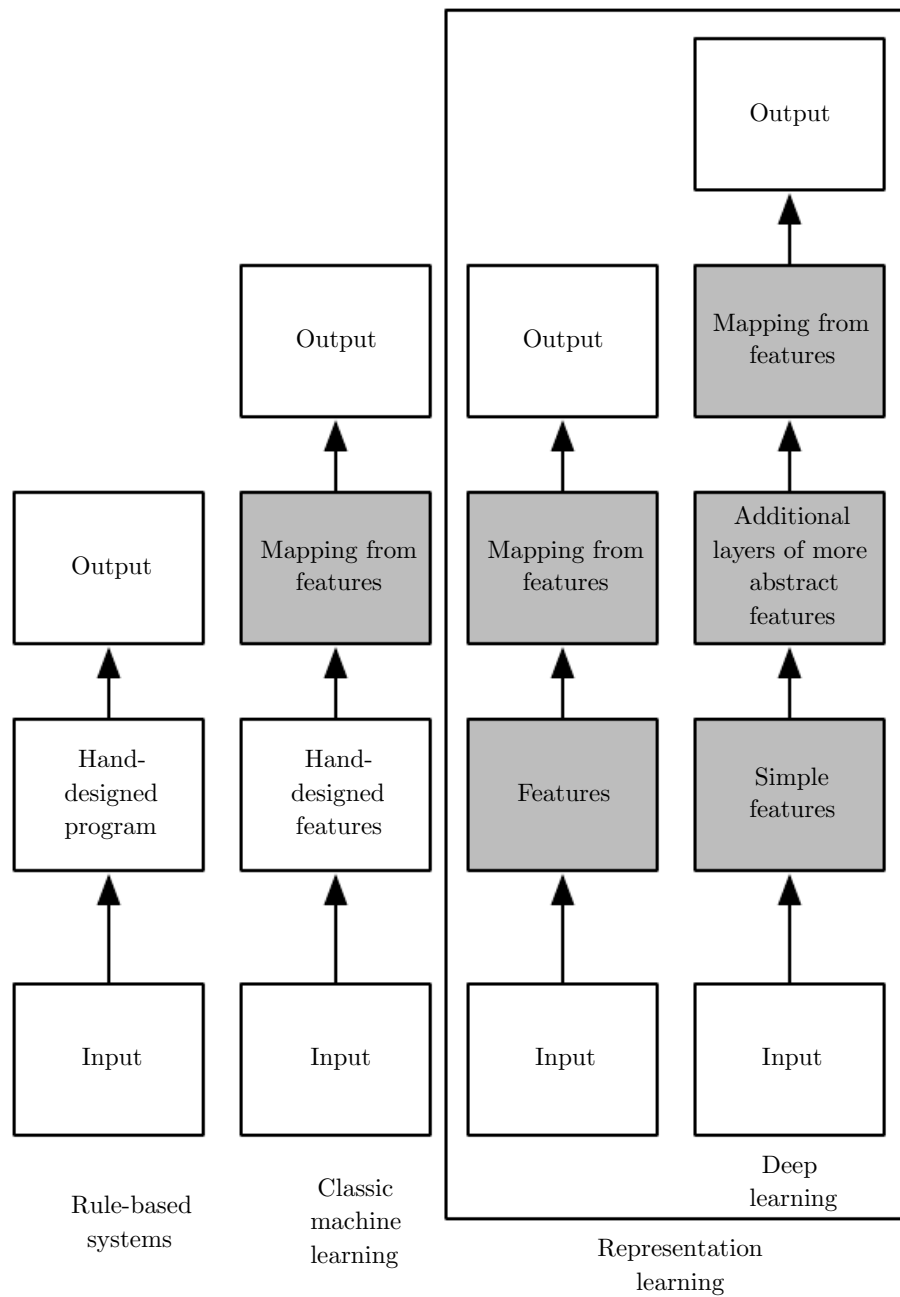 Output
Output
Output
Mapping from
features
Output
Mapping from
features
Mapping from
features
Additional
layers of more
abstract
features
Hand-
designed
program
Hand-
designed
features
Features
Simple
features
Input
Input
Input
Input
Rule-based
systems
Classic
machine
learning
Deep
learning
Representation
learning